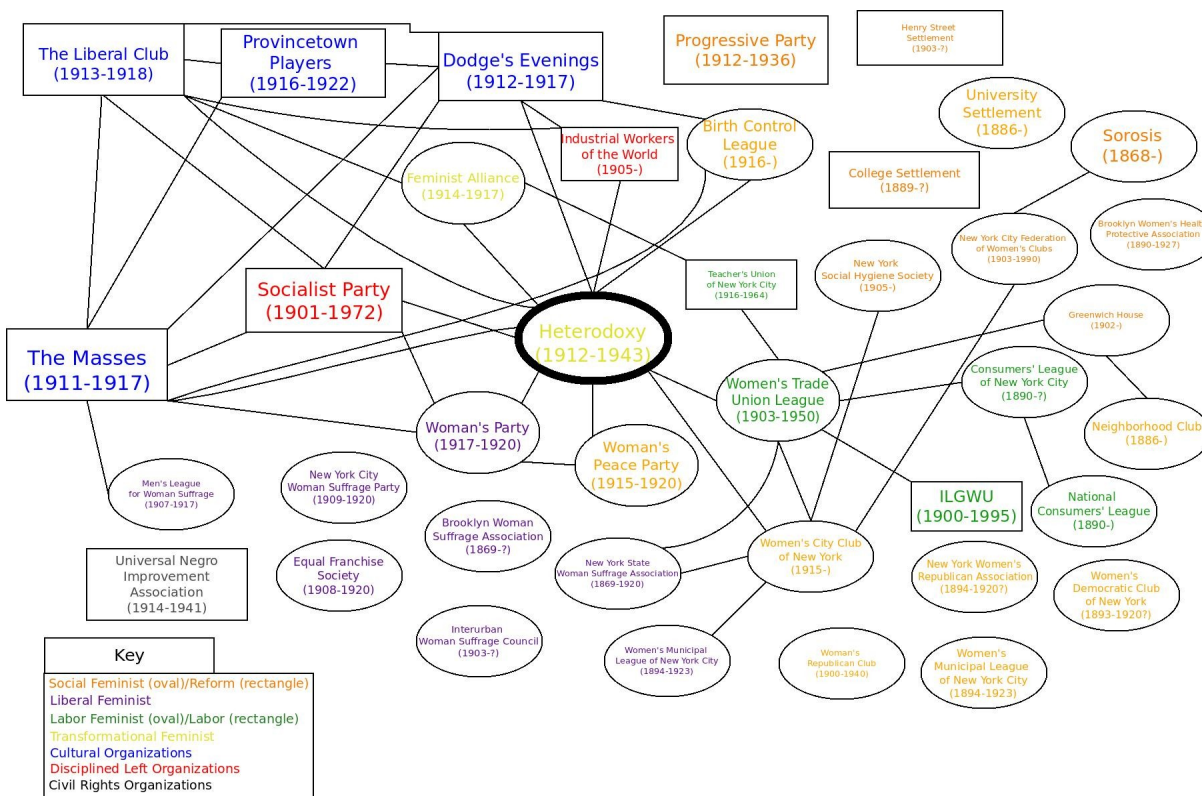 The Liberal Club
(1913-1918)
Provincetown
Players
(1916-1922)
Dodge's Evenings
(1912-1917)
Progressive Party
(1912-1936)
Henry Street
Settlement
(1903-?)
University
Settlement
(1886-)
Sorosis
(1868-)
Industrial Workers
of the World
(1905-)
Birth Control
League
(1916-)
Feminist Alliance
(1914-1917)
College Settlement
(1889-?)
Brooklyn Women's Healt
Protective Association
(1890-1927)
New York City Federation
of Women's Clubs
(1903-1990)
New York
Social Hygiene Society
(1905-)
Teacher's Union
of New York City
(1916-1964)
Socialist Party
(1901-1972)
Heterodoxy
(1912-1943)
Greenwich House
(1902-)
The Masses
(1911-1917)
Women's Trade
Union League
(1903-1950)
Consumers' League
of New York City
(1890-?)
Neighborhood Club
(1886-)
Woman's Party
(1917-1920)
Woman's
Peace Party
(1915-1920)
Men's League
for Woman Suffrage
(1907-1917)
New York City
Woman Suffrage Party
(1909-1920)
ILGWU
(1900-1995)
National
Consumers' League
(1890-)
Brooklyn Woman
Suffrage Association
(1869-?)
Universal Negro
Improvement
Association
(1914-1941)
Equal Franchise
Society
(1908-1920)
New York State
Woman Suffrage Association
(1869-1920)
Women's City Club
of New York
(1915-)
New York Women's
Republican Association
(1894-1920?)
Women's
Democratic Club
of New York
(1893-1920?)
Interurban
Woman Suffrage Council
(1903-?)
Women's Municipal
League of New York City
(1894-1923)
Woman's
Republican Club
(1900-1940)
Women's
Municipal League
of New York City
(1894-1923)
Key
Social Feminist (oval)/Reform (rectangle)
Liberal Feminist
Labor Feminist (oval)/Labor (rectangle)
Transformational Feminist
Cultural Organizations
Disciplined Left Organizations
Civil Rights Organizations